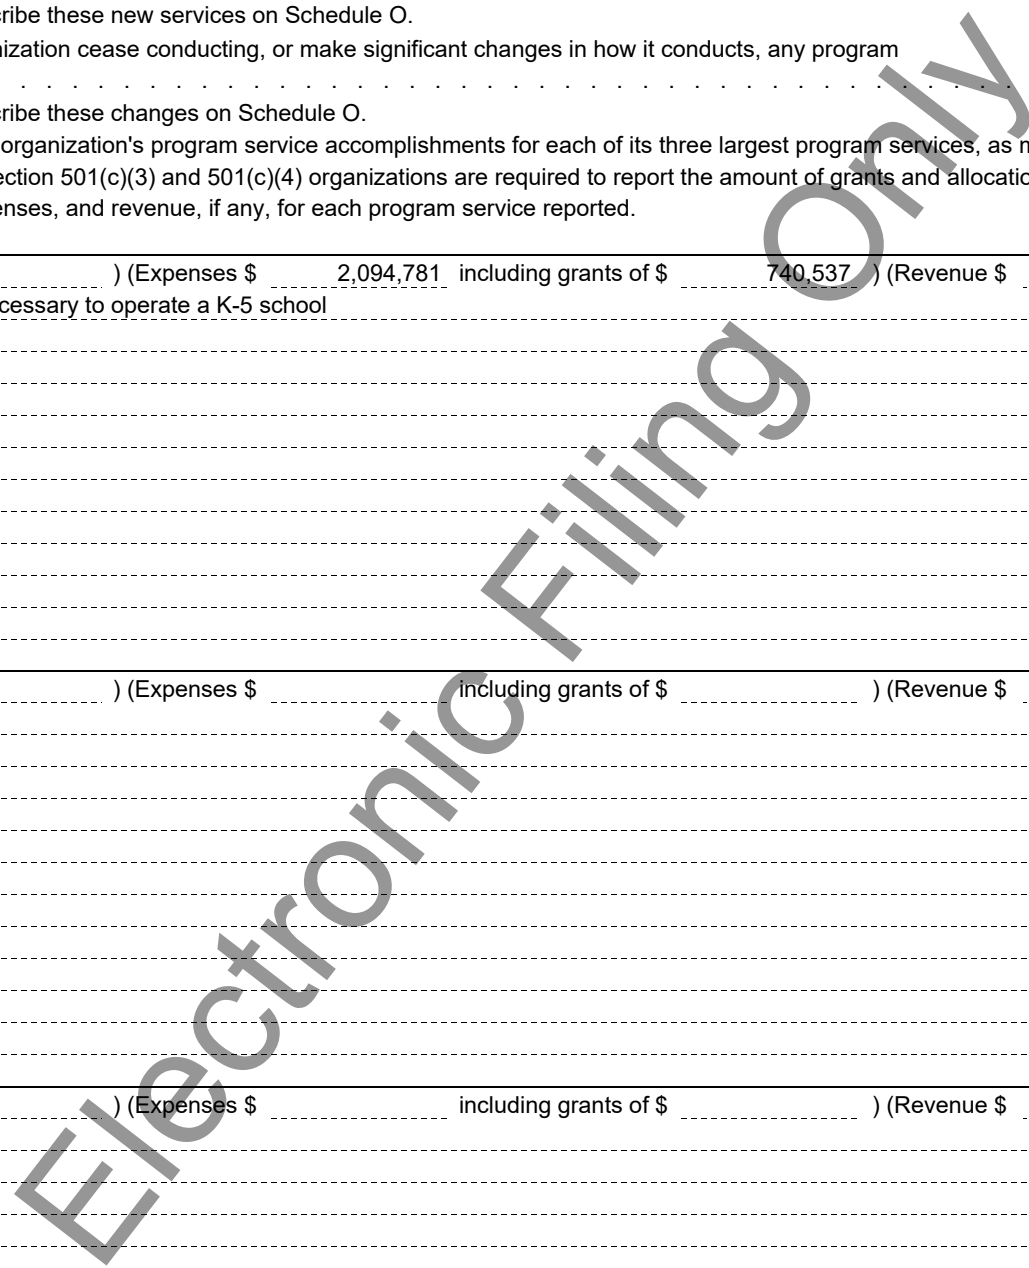 ribe these new services on Schedule O.
nization cease conducting, or make significant changes in how it conducts, any program
. . . . . . . . . . . . . . . . . . . . . . . . . . . . . . . . . . . . . . .
ribe these changes on Schedule O.
organization's program service accomplishments for each of its three largest program services, as m
ection 501(c)(3) and 501(c)(4) organizations are required to report the amount of grants and allocatio
enses, and revenue, if any, for each program service reported.
) (Expenses $ 2,094,781 including grants of $ 740,537 ) (Revenue $
cessary to operate a K-5 school
) (Expenses $ including grants of $ ) (Revenue $
) (Expenses $ including grants of $ ) (Revenue $
Electronic Filing Only